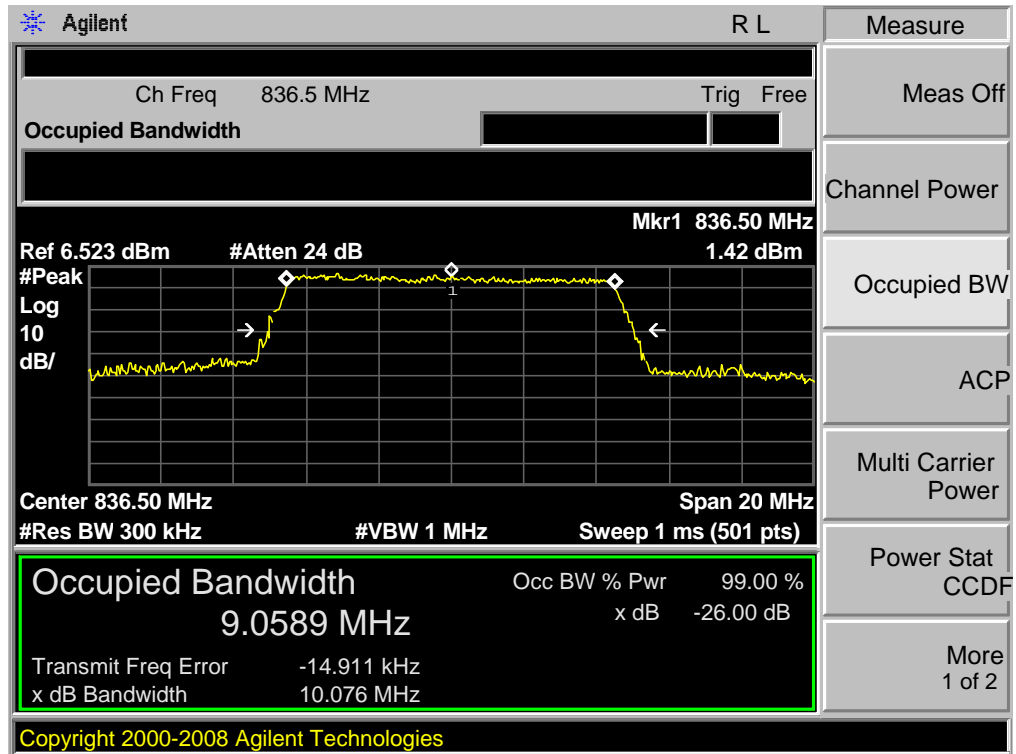 Agilent R L Measure
Ch Freq 836.5 MHz Trig Free
Occupied Bandwidth
Meas Off
Channel Power
Mkr1 836.50 MHz
Ref 6.523 dBm #Atten 24 dB 1.42 dBm
#Peak
Log
10
dB/
1
Occupied BW
ACP
Multi Carrier
Power
Center 836.50 MHz Span 20 MHz
#Res BW 300 kHz #VBW 1 MHz Sweep 1 ms (501 pts)
Occupied Bandwidth Occ BW % Pwr 99.00 %
9.0589 MHz x dB -26.00 dB
Transmit Freq Error -14.911 kHz
x dB Bandwidth 10.076 MHz
Power Stat
CCDF
More
1 of 2
Copyright 2000-2008 Agilent Technologies